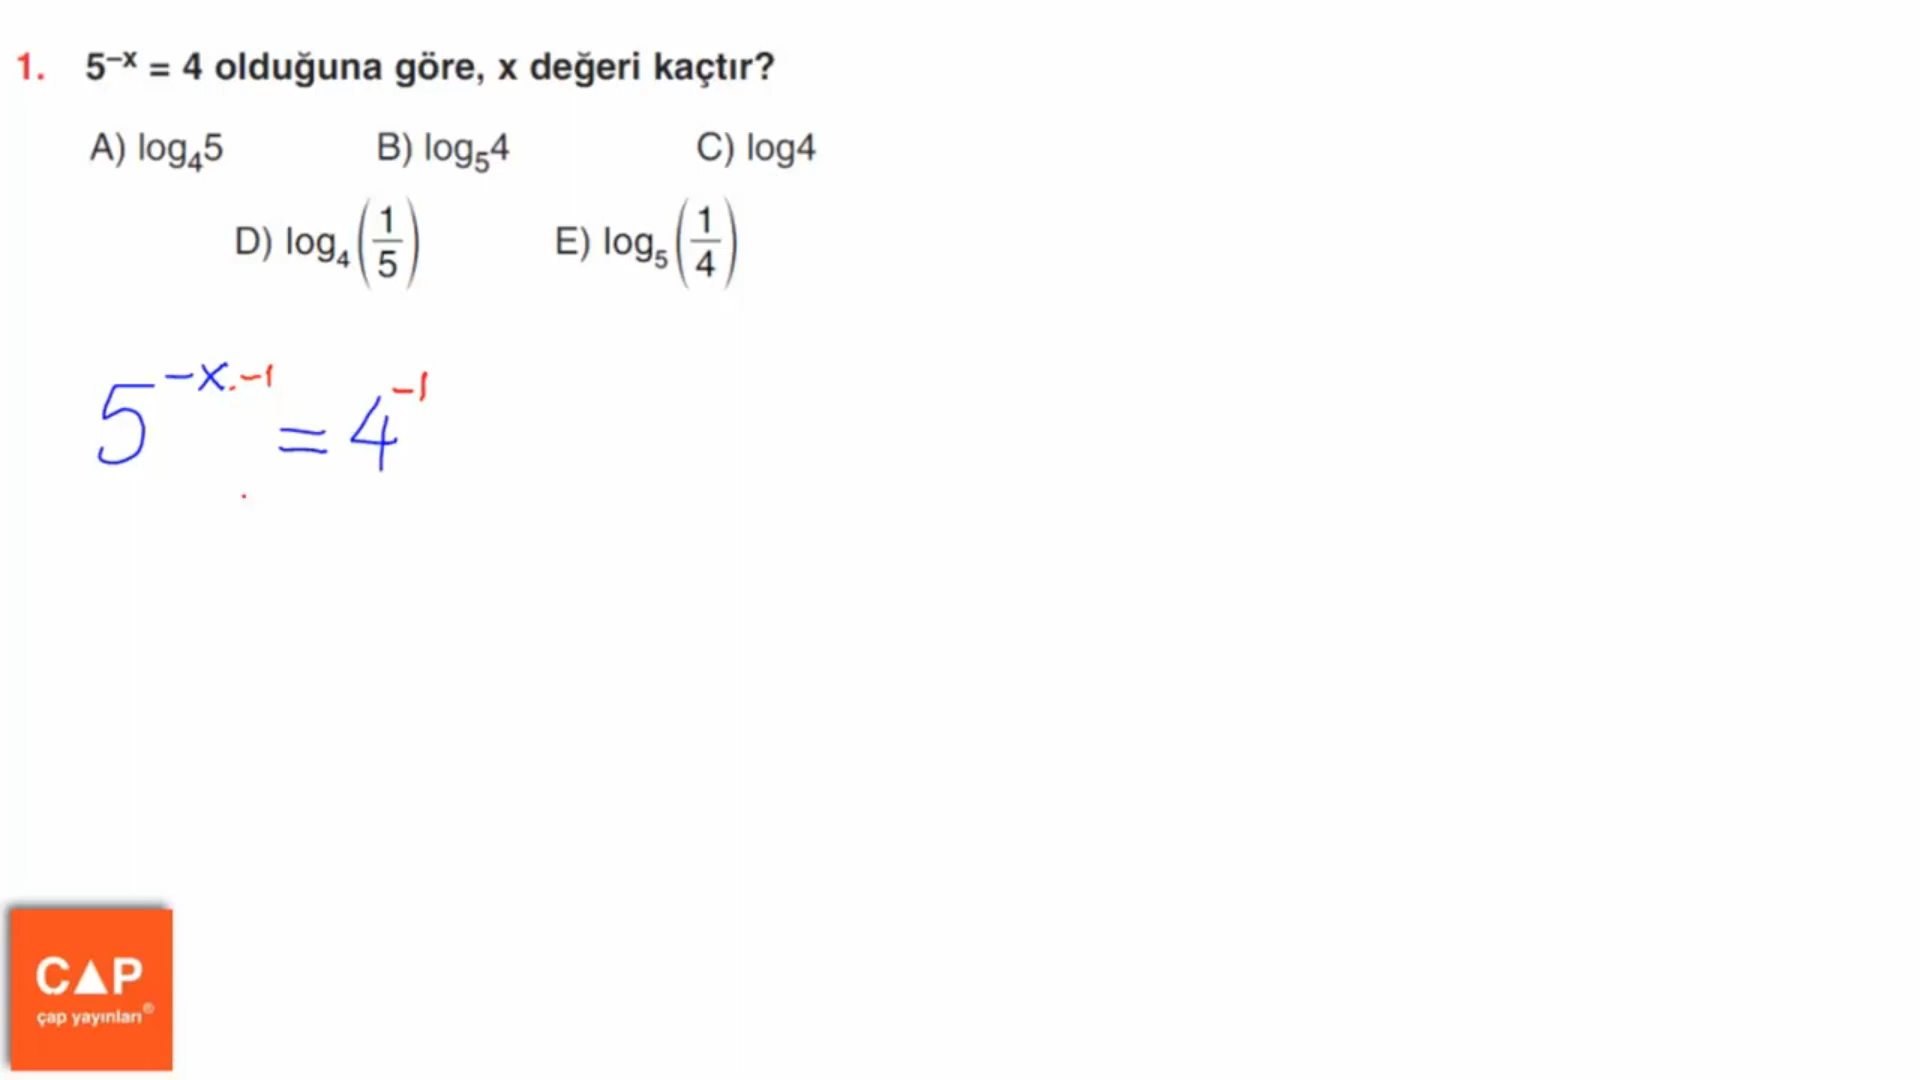 1. 5⁻ˣ = 4 olduğuna göre, x değeri kaçtır?
A) log₄5 B) log₅4 C) log4
D) log₄(1/5) E) log₅(1/4)
5⁻ˣ·⁻¹ = 4⁻¹
CAP
çap yayınları®